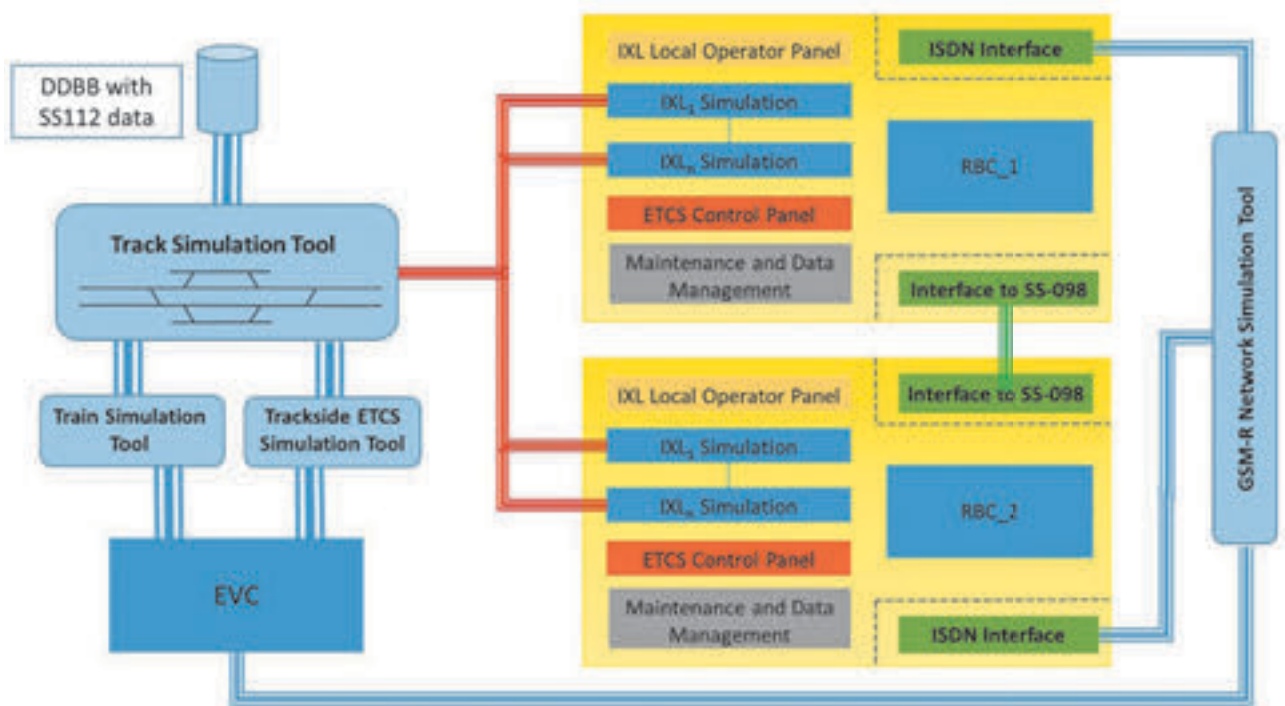 DDBB with
SS112 data
Track Simulation Tool
Train Simulation
Tool
Trackside ETCS
Simulation Tool
EVC
IXL Local Operator Panel
IXL₁ Simulation
IXLₙ Simulation
ETCS Control Panel
Maintenance and Data
Management
ISDN Interface
RBC_1
Interface to SS-098
IXL Local Operator Panel
IXL₁ Simulation
IXLₙ Simulation
ETCS Control Panel
Maintenance and Data
Management
Interface to SS-098
RBC_2
ISDN Interface
GSM-R Network Simulation Tool